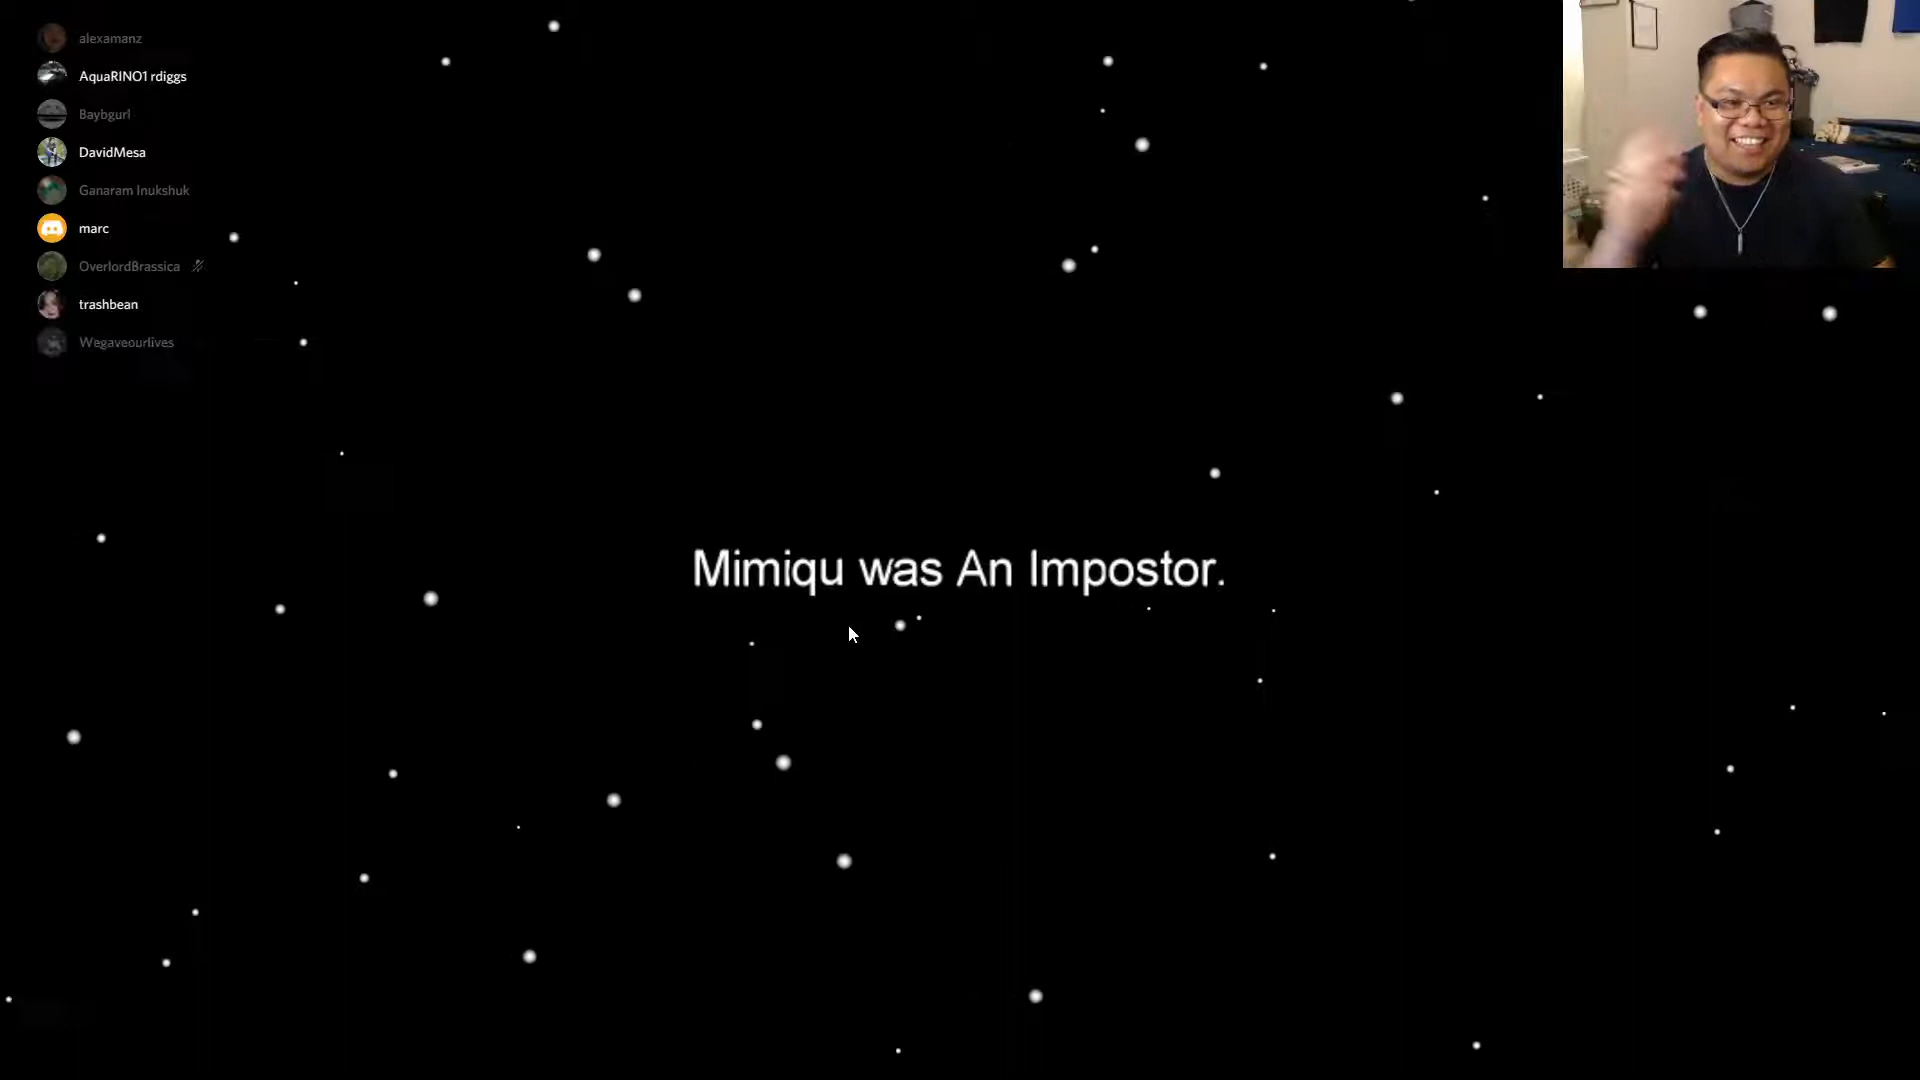 alexamanz
AquaRINO1 rdiggs
Baybgurl
DavidMesa
Ganaram Inukshuk
marc
OverlordBrassica
trashbean
Wegaveourlives
Mimiqu was An Impostor.